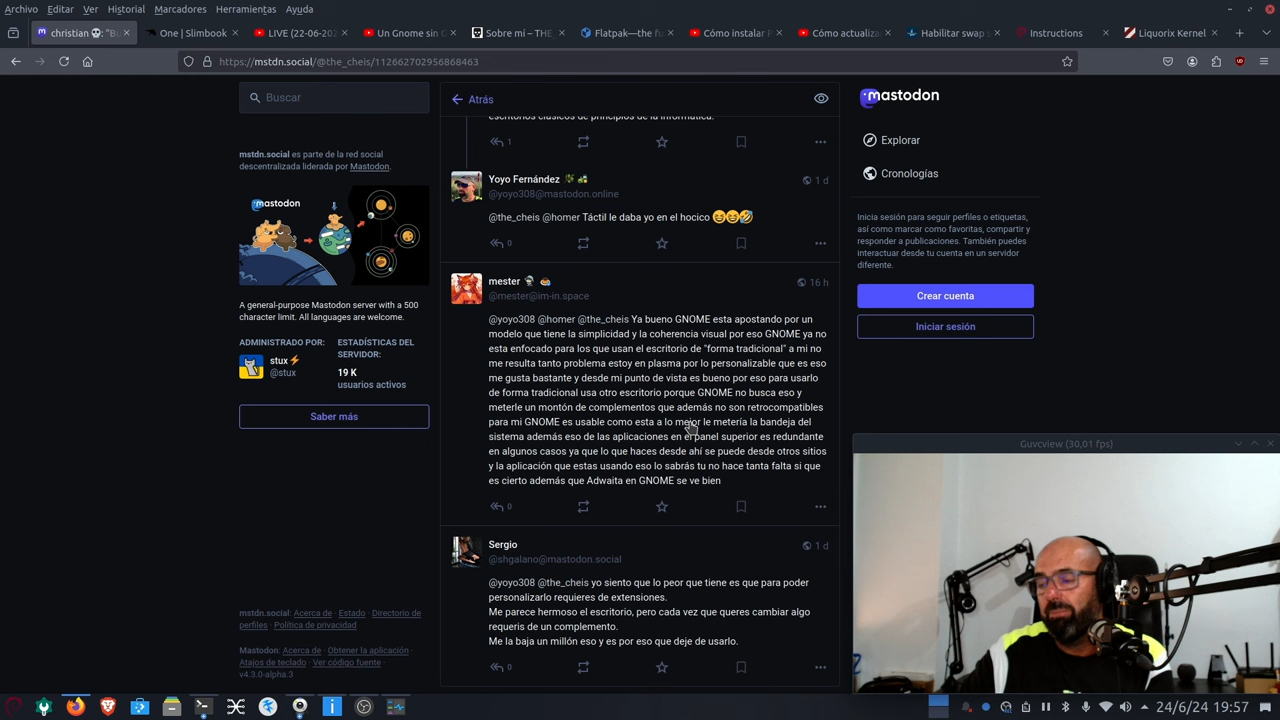 Archivo Editar Ver Historial Marcadores Herramientas Ayuda
christian 💀: "Bu
One | Slimbook
LIVE (22-06-202
Un Gnome sin G
Sobre mí – THE
Flatpak—the fu
Cómo instalar P
Cómo actualiza
Habilitar swap s
Instructions
Liquorix Kernel
https://mstdn.social/@the_cheis/112662702956868463
Buscar
mstdn.social es parte de la red social
descentralizada liderada por Mastodon.
mastodon
A general-purpose Mastodon server with a 500
character limit. All languages are welcome.
ADMINISTRADO POR:
stux⚡
@stux
ESTADÍSTICAS DEL
SERVIDOR:
19 K
usuarios activos
Saber más
mstdn.social: Acerca de · Estado · Directorio de
perfiles · Política de privacidad
Mastodon: Acerca de · Obtener la aplicación ·
Atajos de teclado · Ver código fuente ·
v4.3.0-alpha.3
Atrás
escritorios clásicos de principios de la informática.
1
Yoyo Fernández
1 d
@yoyo308@mastodon.online
@the_cheis @homer Táctil le daba yo en el hocico 😆😆🤣
0
mester
16 h
@mester@im-in.space
@yoyo308 @homer @the_cheis Ya bueno GNOME esta apostando por un
modelo que tiene la simplicidad y la coherencia visual por eso GNOME ya no
esta enfocado para los que usan el escritorio de "forma tradicional" a mi no
me resulta tanto problema estoy en plasma por lo personalizable que es eso
me gusta bastante y desde mi punto de vista es bueno por eso para usarlo
de forma tradicional usa otro escritorio porque GNOME no busca eso y
meterle un montón de complementos que además no son retrocompatibles
para mi GNOME es usable como esta a lo mejor le metería la bandeja del
sistema además eso de las aplicaciones en el panel superior es redundante
en algunos casos ya que lo que haces desde ahí se puede desde otros sitios
y la aplicación que estas usando eso lo sabrás tu no hace tanta falta si que
es cierto además que Adwaita en GNOME se ve bien
0
Sergio
1 d
@shgalano@mastodon.social
@yoyo308 @the_cheis yo siento que lo peor que tiene es que para poder
personalizarlo requieres de extensiones.
Me parece hermoso el escritorio, pero cada vez que queres cambiar algo
requeris de un complemento.
Me la baja un millón eso y es por eso que deje de usarlo.
0
mastodon
Explorar
Cronologías
Inicia sesión para seguir perfiles o etiquetas,
así como marcar como favoritas, compartir y
responder a publicaciones. También puedes
interactuar desde tu cuenta en un servidor
diferente.
Crear cuenta
Iniciar sesión
Guvcview (30,01 fps)
24/6/24 19:57